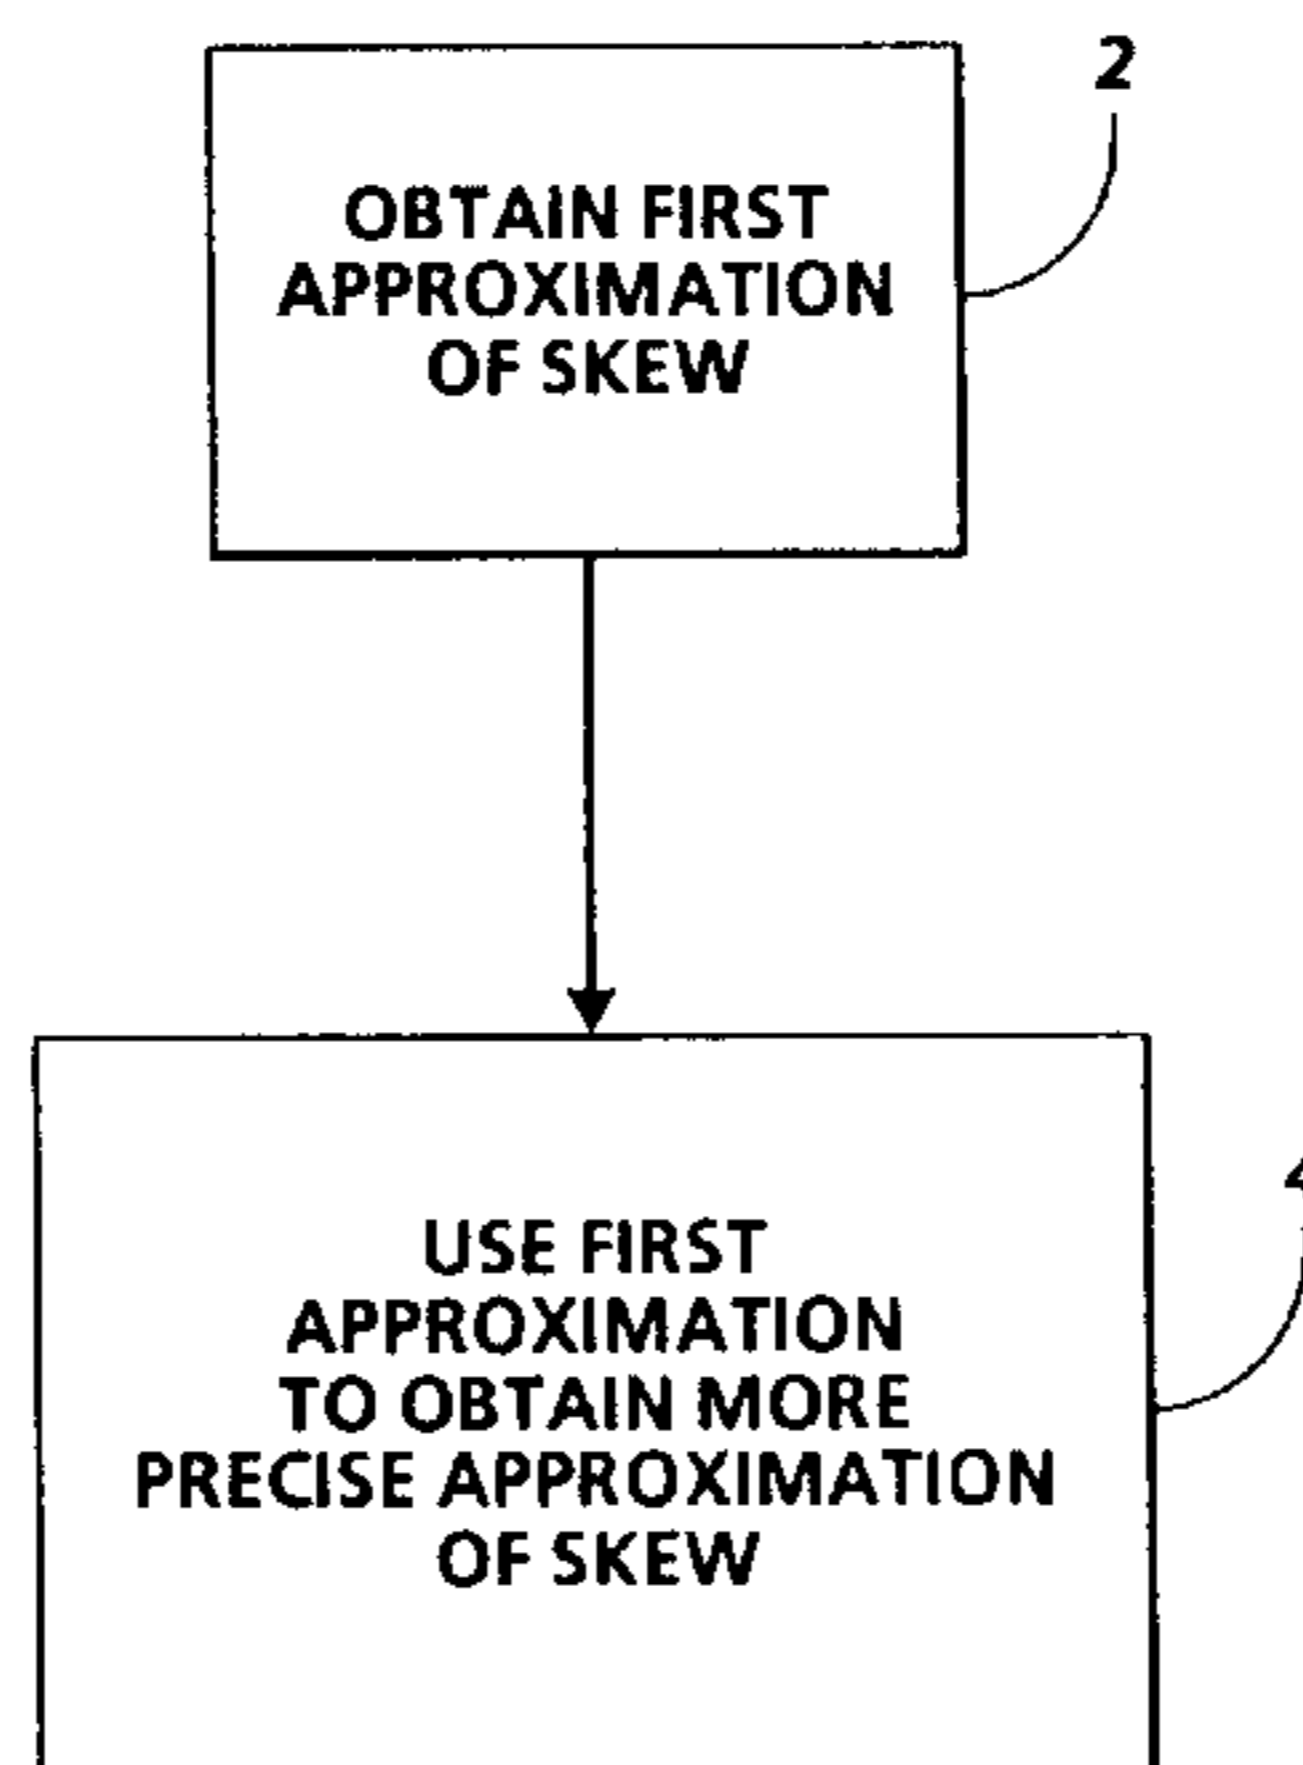 2
OBTAIN FIRST
APPROXIMATION
OF SKEW
USE FIRST
APPROXIMATION
TO OBTAIN MORE
PRECISE APPROXIMATION
OF SKEW